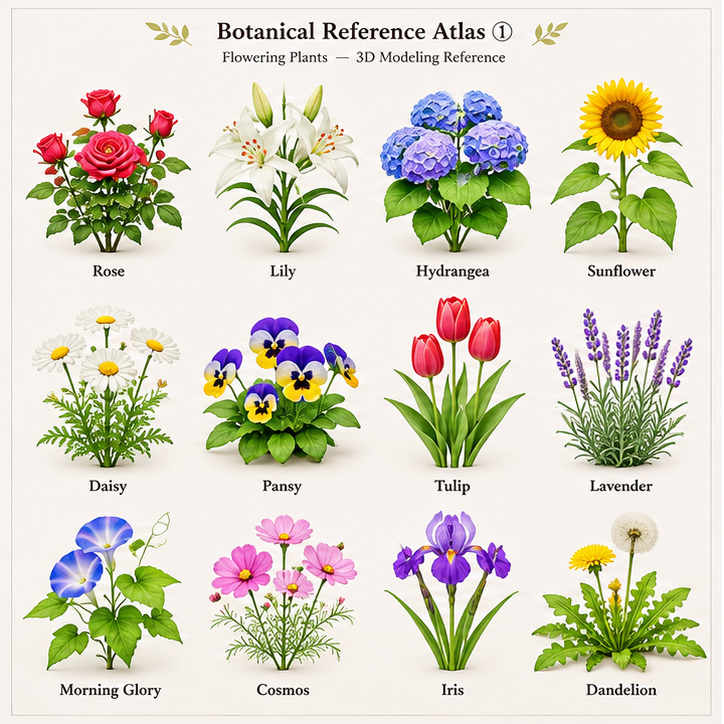 Botanical Reference Atlas ①
Flowering Plants — 3D Modeling Reference
Rose
Lily
Hydrangea
Sunflower
Daisy
Pansy
Tulip
Lavender
Morning Glory
Cosmos
Iris
Dandelion